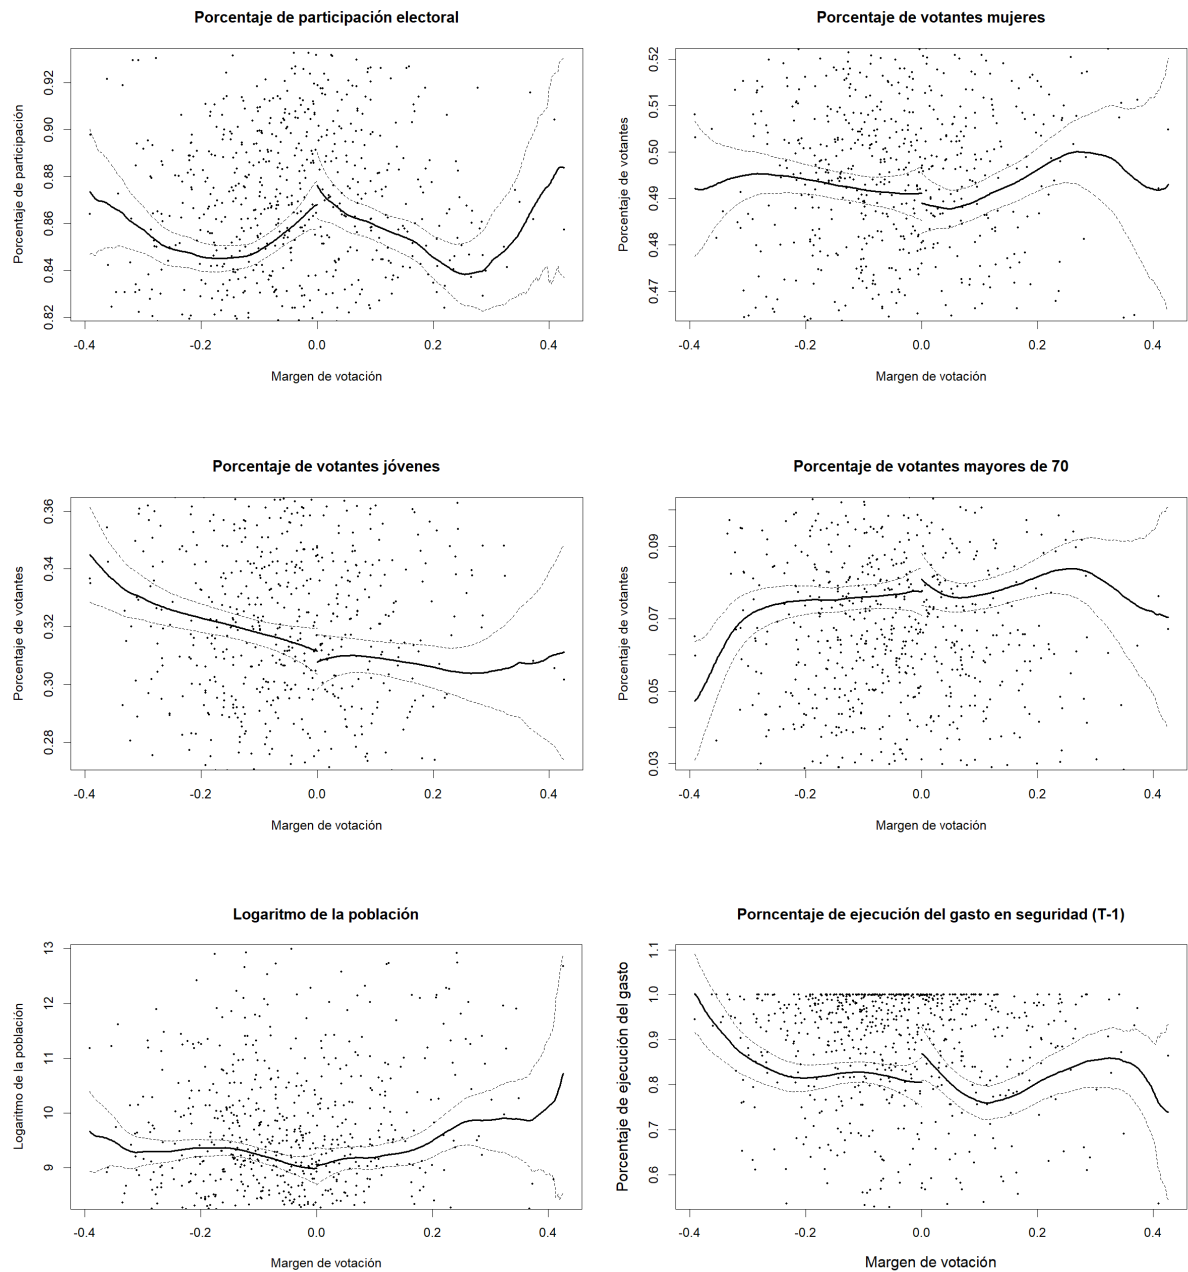 Porcentaje de participación electoral
Porcentaje de participación
0.92
0.90
0.88
0.86
0.84
0.82
-0.4 -0.2 0.0 0.2 0.4
Margen de votación
Porcentaje de votantes mujeres
Porcentaje de votantes
0.52
0.51
0.50
0.49
0.48
0.47
-0.4 -0.2 0.0 0.2 0.4
Margen de votación
Porcentaje de votantes jóvenes
Porcentaje de votantes
0.36
0.34
0.32
0.30
0.28
-0.4 -0.2 0.0 0.2 0.4
Margen de votación
Porcentaje de votantes mayores de 70
Porcentaje de votantes
0.09
0.07
0.05
0.03
-0.4 -0.2 0.0 0.2 0.4
Margen de votación
Logaritmo de la población
Logaritmo de la población
13
12
11
10
9
-0.4 -0.2 0.0 0.2 0.4
Margen de votación
Porncentaje de ejecución del gasto en seguridad (T-1)
Porcentaje de ejecución del gasto
1.1
1.0
0.9
0.8
0.7
0.6
-0.4 -0.2 0.0 0.2 0.4
Margen de votación